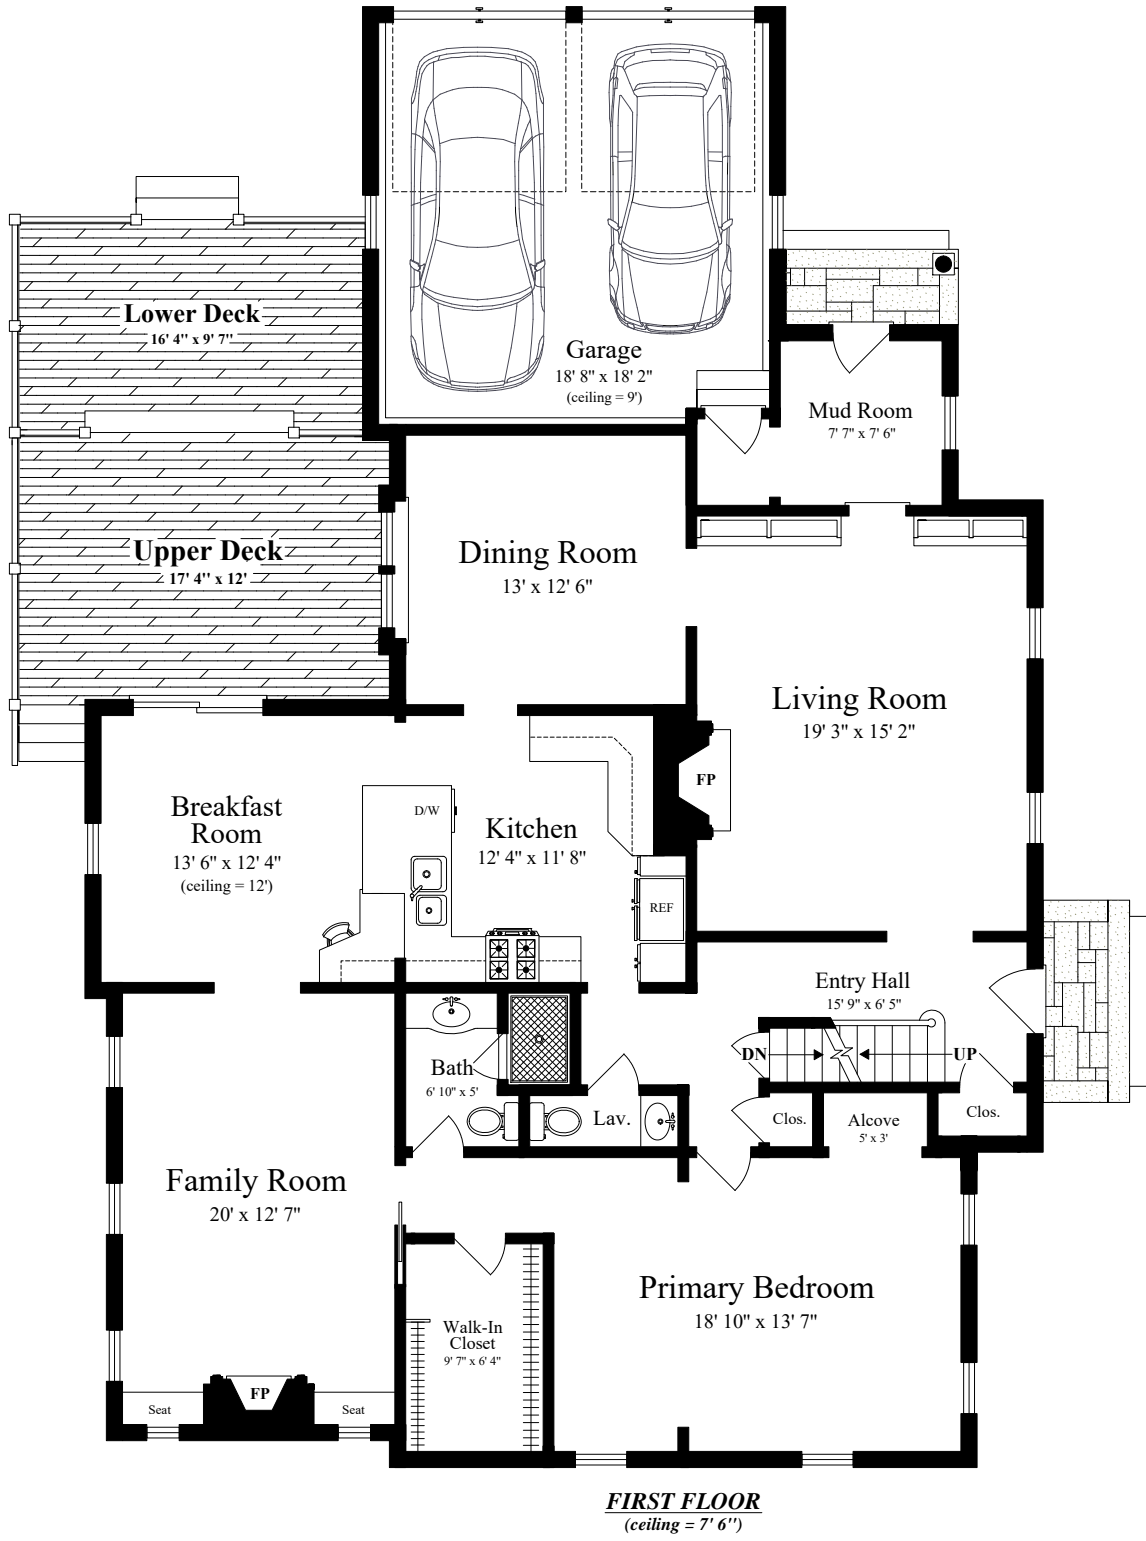 Lower Deck
16' 4" x 9' 7"
Garage
18' 8" x 18' 2"
(ceiling = 9')
Mud Room
7' 7" x 7' 6"
Upper Deck
17' 4" x 12'
Dining Room
13' x 12' 6"
Living Room
19' 3" x 15' 2"
FP
Breakfast
Room
13' 6" x 12' 4"
(ceiling = 12')
D/W
Kitchen
12' 4" x 11' 8"
REF
Entry Hall
15' 9" x 6' 5"
DN
UP
Bath
6' 10" x 5'
Lav.
Clos.
Alcove
5' x 3'
Clos.
Family Room
20' x 12' 7"
Primary Bedroom
18' 10" x 13' 7"
Walk-In
Closet
9' 7" x 6' 4"
FP
Seat
Seat
FIRST FLOOR
(ceiling = 7' 6")